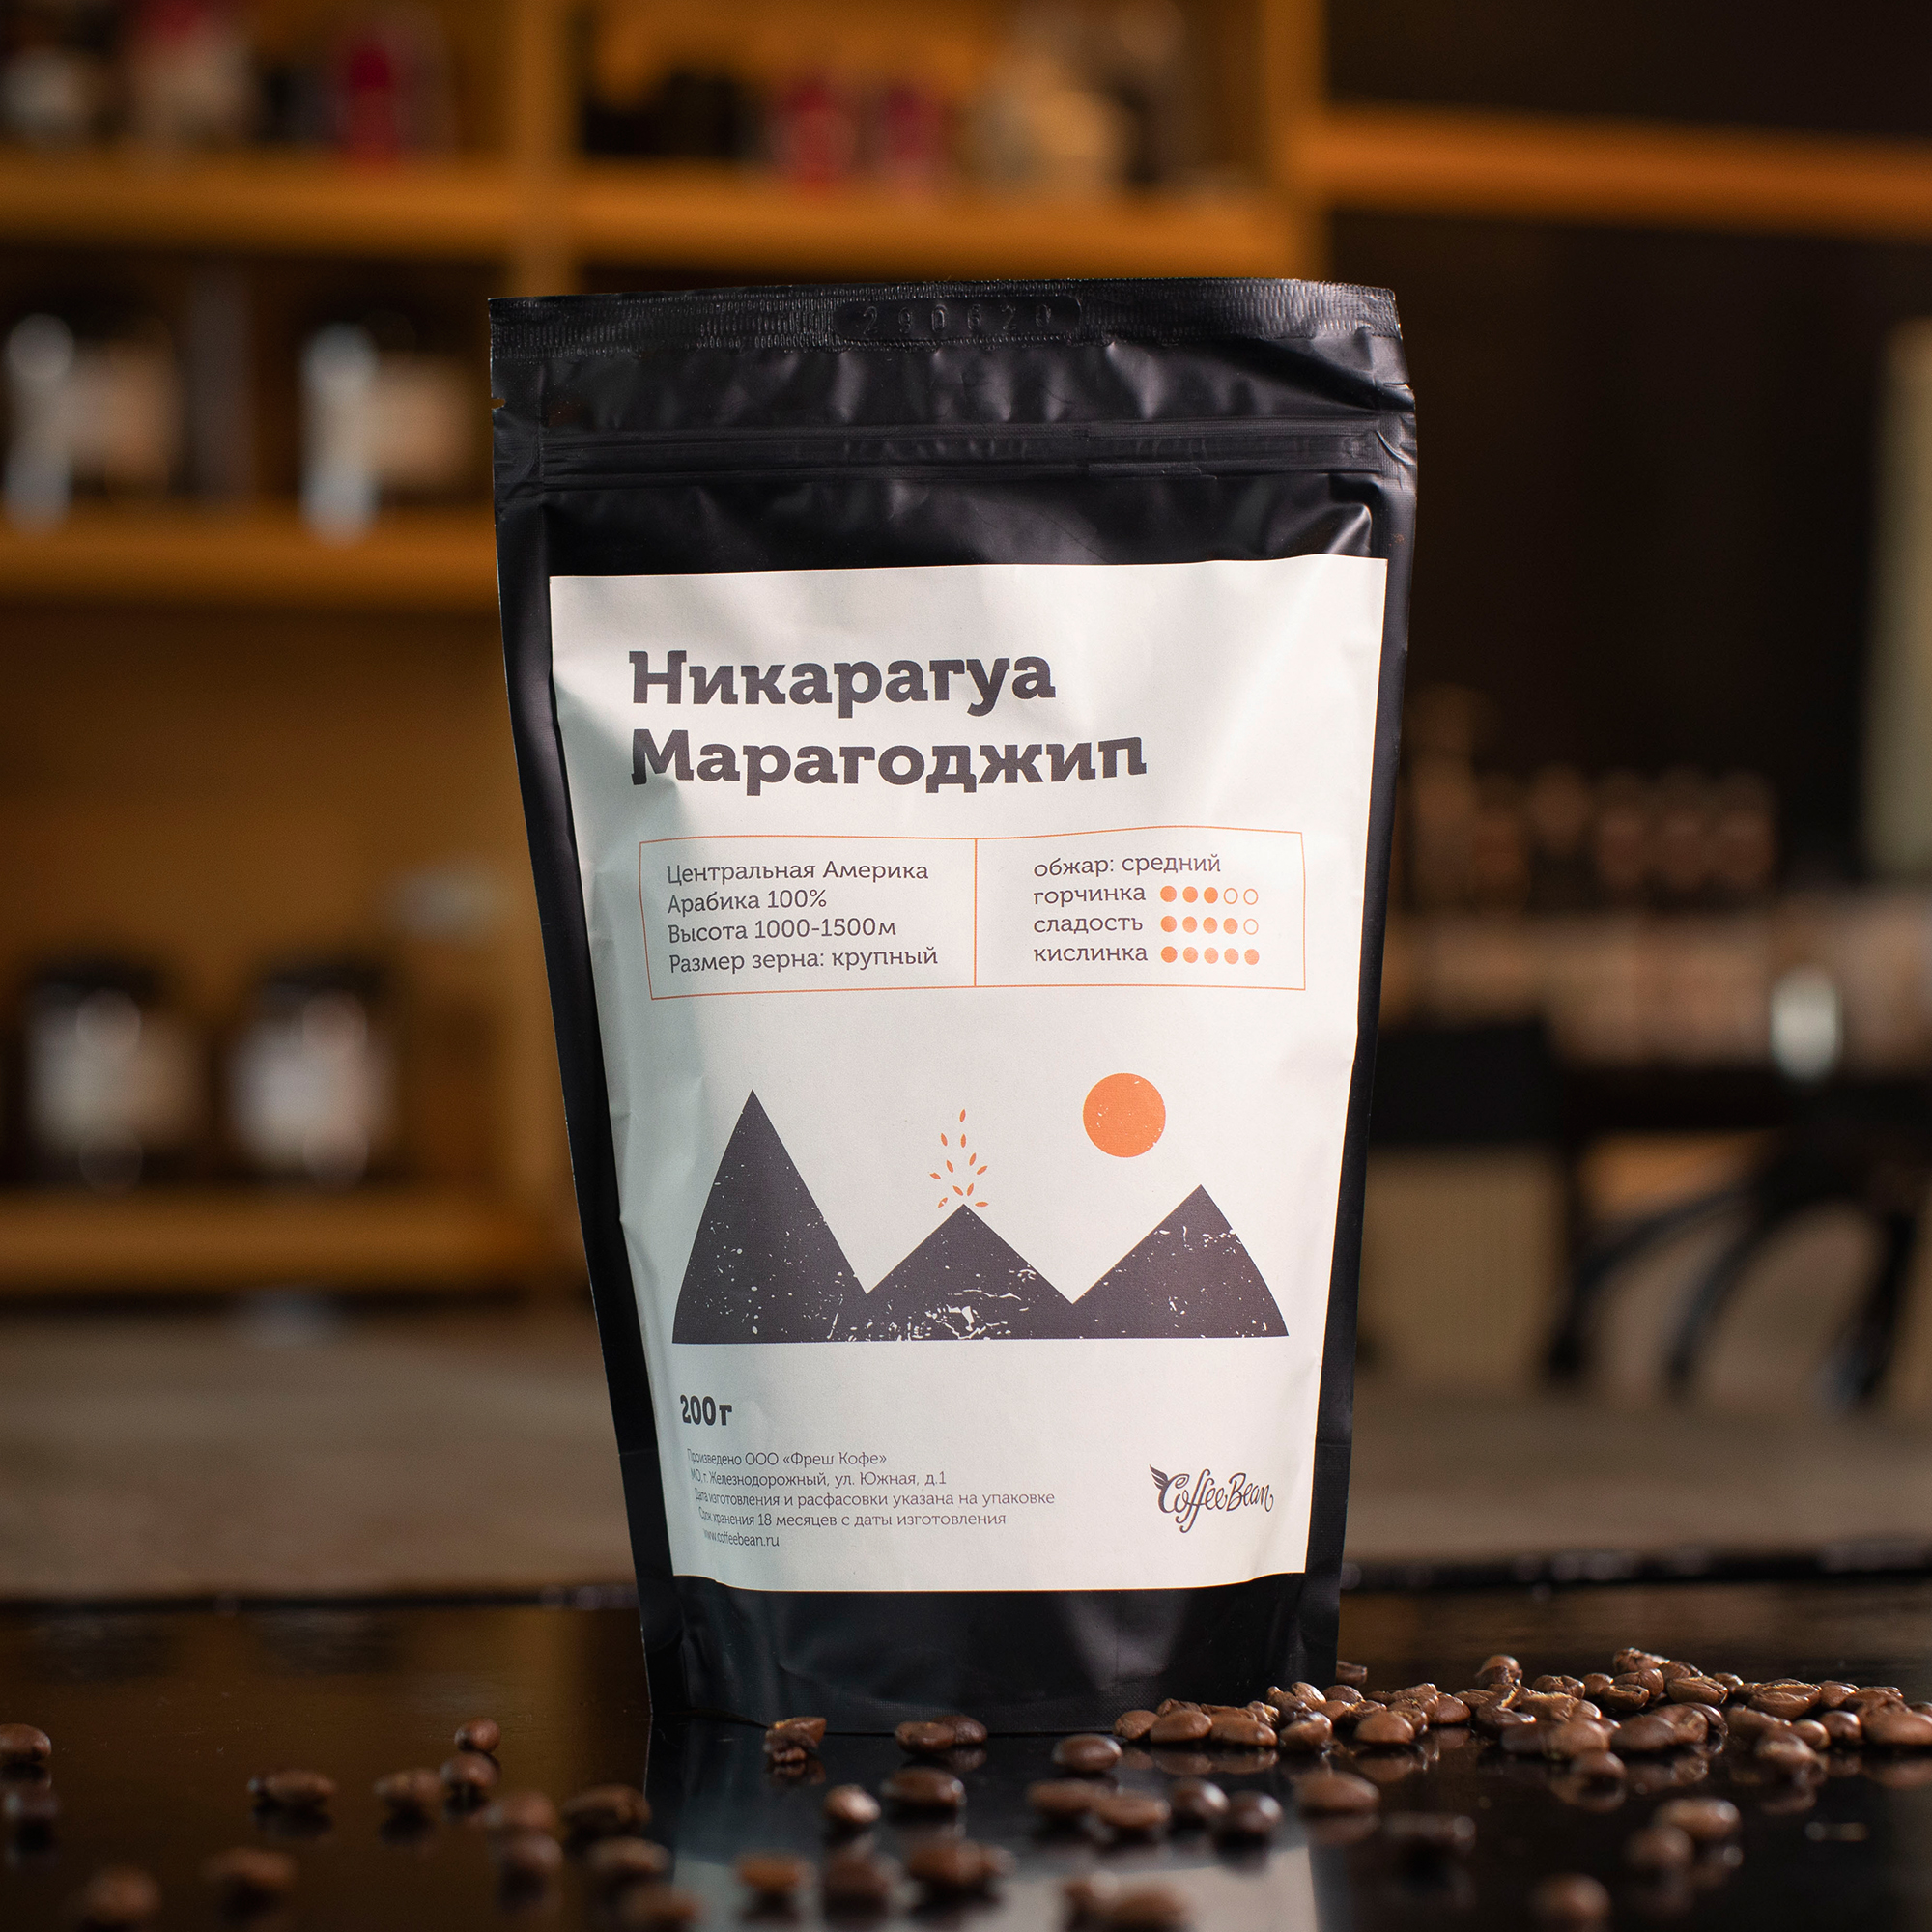 290620
Никарагуа
Марагоджип
Центральная Америка
Арабика 100%
Высота 1000-1500м
Размер зерна: крупный
обжар: средний
горчинка
сладость
кислинка
200г
Произведено ООО «Фреш Кофе»
МО, г. Железнодорожный, ул. Южная, д.1
Дата изготовления и расфасовки указана на упаковке
Срок хранения 18 месяцев с даты изготовления
www.coffeebean.ru
CoffeeBean